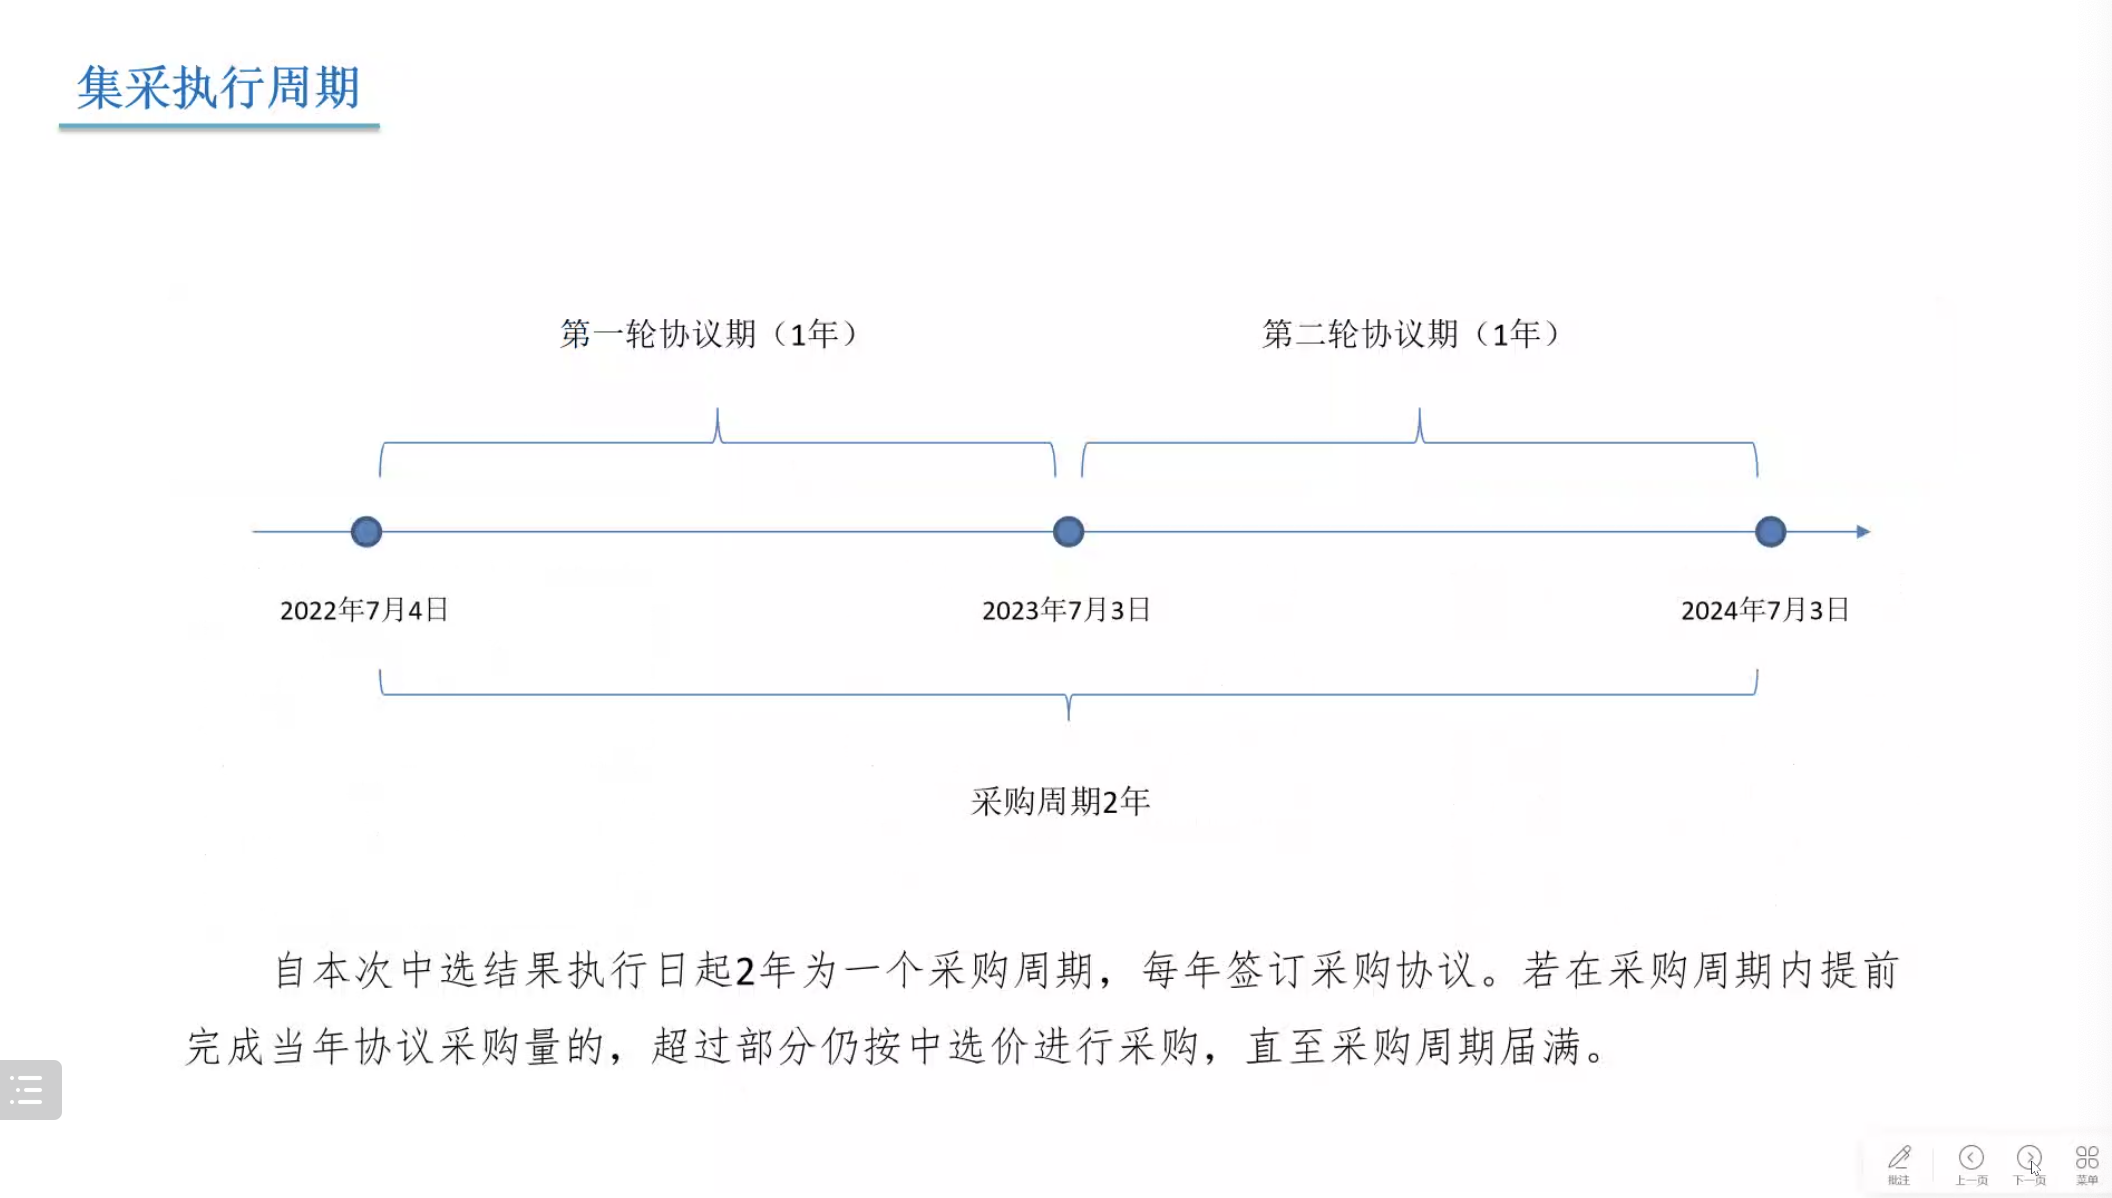 集采执行周期
第一轮协议期（1年）
第二轮协议期（1年）
2022年7月4日
2023年7月3日
2024年7月3日
采购周期2年
自本次中选结果执行日起2年为一个采购周期，每年签订采购协议。若在采购周期内提前
完成当年协议采购量的，超过部分仍按中选价进行采购，直至采购周期届满。
批注
上一页
下一页
菜单